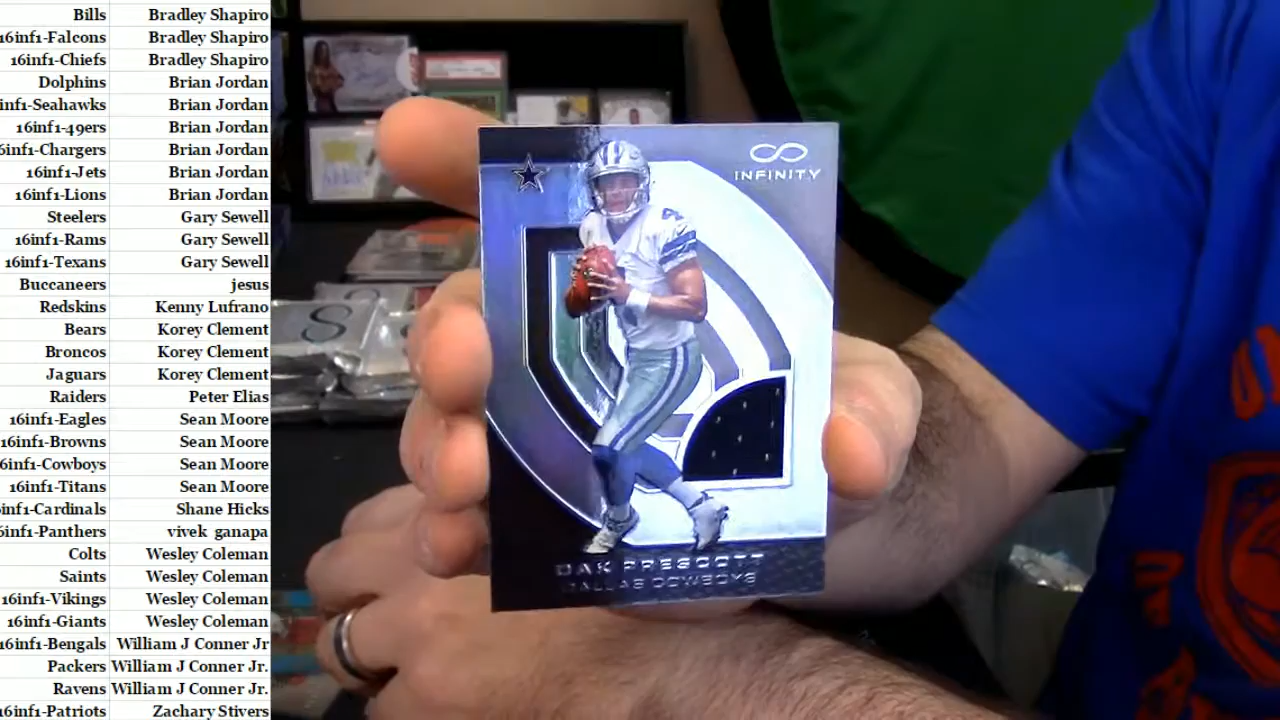 Bills Bradley Shapiro
16inf1-Falcons Bradley Shapiro
16inf1-Chiefs Bradley Shapiro
Dolphins Brian Jordan
inf1-Seahawks Brian Jordan
16inf1-49ers Brian Jordan
inf1-Chargers Brian Jordan
16inf1-Jets Brian Jordan
16inf1-Lions Brian Jordan
Steelers Gary Sewell
16inf1-Rams Gary Sewell
16inf1-Texans Gary Sewell
Buccaneers jesus
Redskins Kenny Lufrano
Bears Korey Clement
Broncos Korey Clement
Jaguars Korey Clement
Raiders Peter Elias
16inf1-Eagles Sean Moore
16inf1-Browns Sean Moore
6inf1-Cowboys Sean Moore
16inf1-Titans Sean Moore
inf1-Cardinals Shane Hicks
inf1-Panthers vivek ganapa
Colts Wesley Coleman
Saints Wesley Coleman
16inf1-Vikings Wesley Coleman
16inf1-Giants Wesley Coleman
16inf1-Bengals William J Conner Jr
Packers William J Conner Jr.
Ravens William J Conner Jr.
16inf1-Patriots Zachary Stivers
INFINITY
DAK PRESCOTT
DALLAS COWBOYS